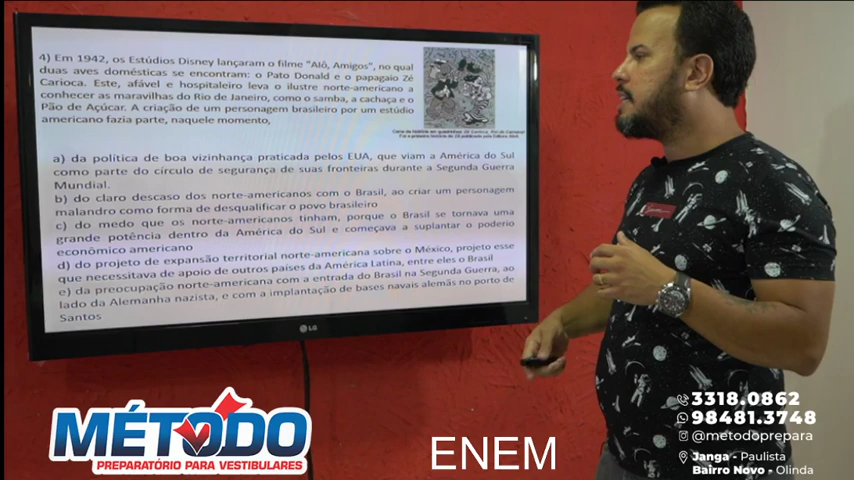 4) Em 1942, os Estúdios Disney lançaram o filme "Alô, Amigos", no qual
duas aves domésticas se encontram: o Pato Donald e o papagaio Zé
Carioca. Este, afável e hospitaleiro leva o ilustre norte-americano a
conhecer as maravilhas do Rio de Janeiro, como o samba, a cachaça e o
Pão de Açúcar. A criação de um personagem brasileiro por um estúdio
americano fazia parte, naquele momento,
a) da política de boa vizinhança praticada pelos EUA, que viam a América do Sul
como parte do círculo de segurança de suas fronteiras durante a Segunda Guerra
Mundial.
b) do claro descaso dos norte-americanos com o Brasil, ao criar um personagem
malandro como forma de desqualificar o povo brasileiro
c) do medo que os norte-americanos tinham, porque o Brasil se tornava uma
grande potência dentro da América do Sul e começava a suplantar o poderio
econômico americano
d) do projeto de expansão territorial norte-americana sobre o México, projeto esse
que necessitava de apoio de outros países da América Latina, entre eles o Brasil
e) da preocupação norte-americana com a entrada do Brasil na Segunda Guerra, ao
lado da Alemanha nazista, e com a implantação de bases navais alemãs no porto de
Santos
LG
MÉTODO
PREPARATÓRIO PARA VESTIBULARES
ENEM
3318.0862
98481.3748
@metodoprepara
Janga - Paulista
Bairro Novo - Olinda